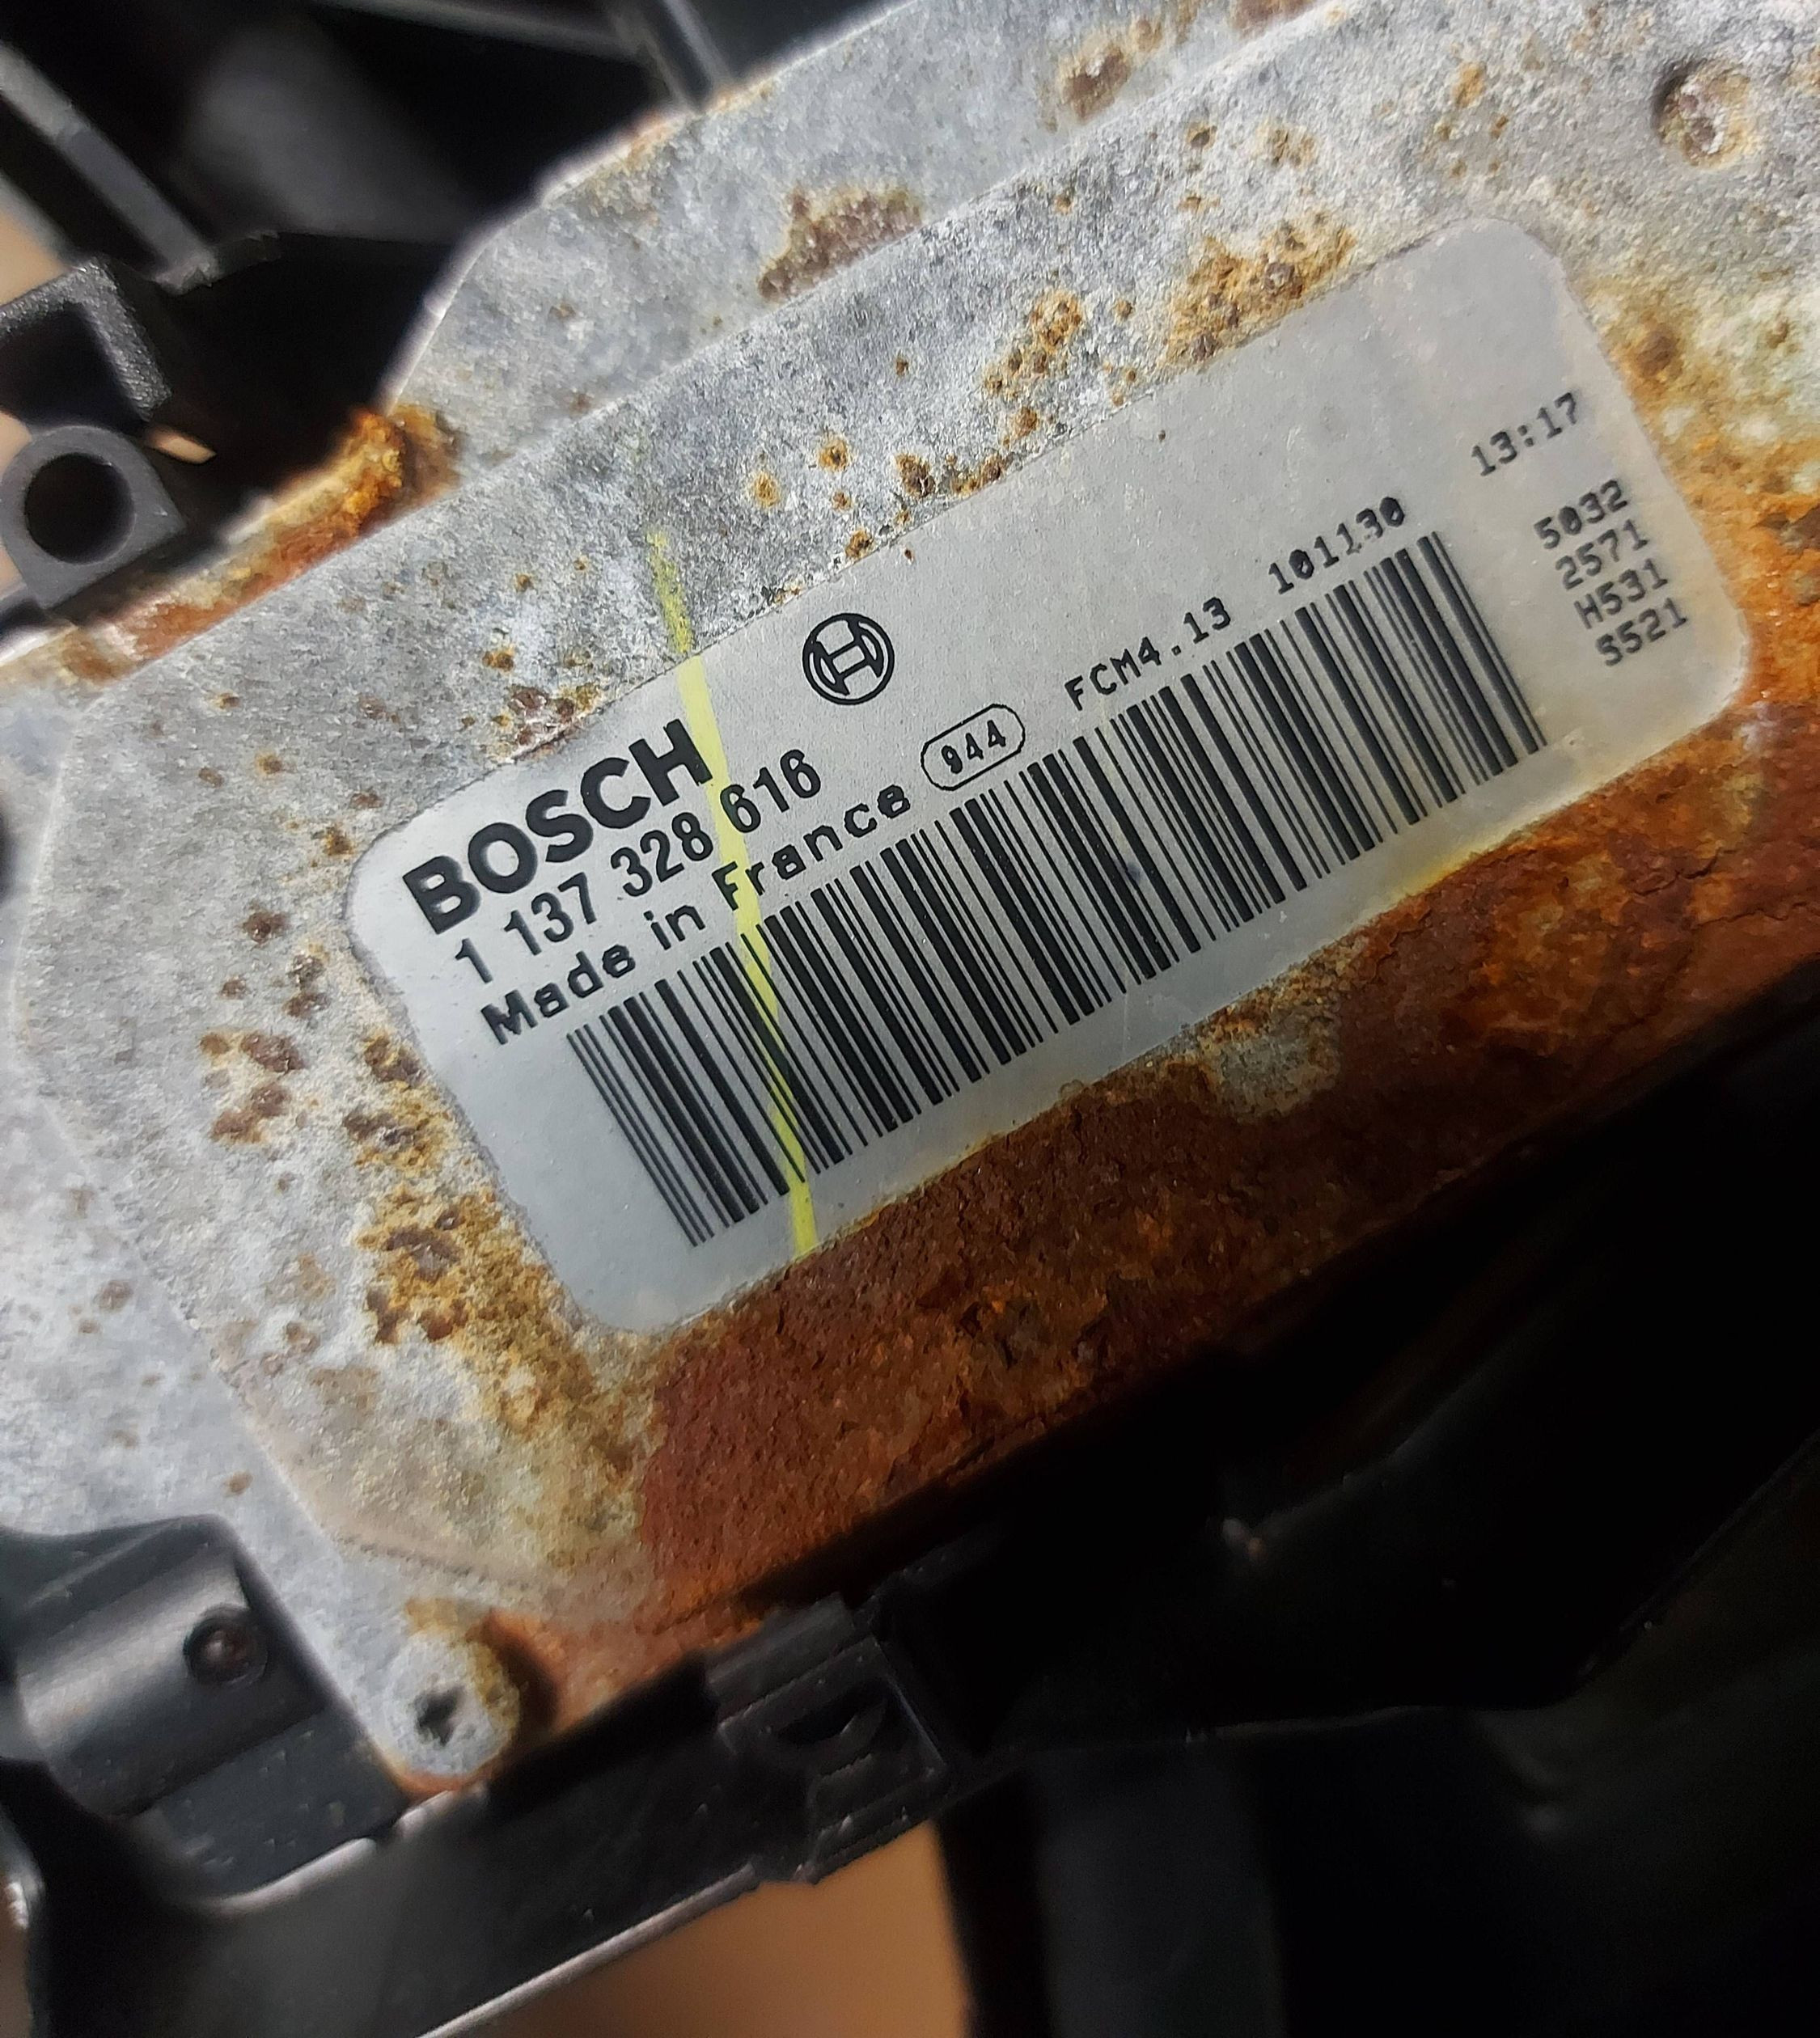 BOSCH
1 137 328 616
Made in France 944 FCM4.13 101130
13:17
5032
2571
H531
S521